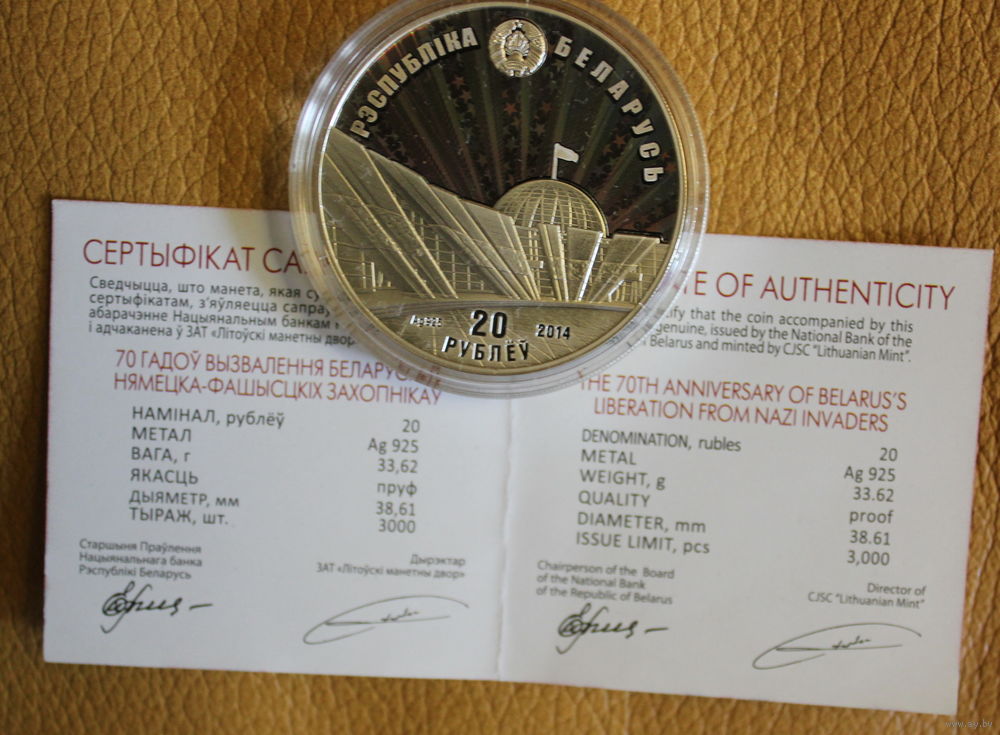 РЭСПУБЛІКА БЕЛАРУСЬ
Ag 925
20
2014
РУБЛЁЎ
СЕРТЫФІКАТ
Сведчыцца, што манета, якая
сертыфікатам, з'яўляецца
абарачэнне Нацыянальным банкам
і адчаканена ў ЗАТ «Літоўскі манетны двор
70 ГАДОЎ ВЫЗВАЛЕННЯ
НЯМЕЦКА-ФАШЫСЦКІХ ЗАХОПНІКАЎ
НАМІНАЛ, рублёў 20
МЕТАЛ Ag 925
ВАГА, г 33,62
ЯКАСЦЬ пруф
ДЫЯМЕТР, мм 38,61
ТЫРАЖ, шт. 3000
Старшыня Праўлення
Нацыянальнага банка
Рэспублікі Беларусь
Дырэктар
ЗАТ «Літоўскі манетны двор»
OF AUTHENTICITY
that the coin accompanied by this
genuine, issued by the National Bank of the
Belarus and minted by CJSC "Lithuanian Mint".
THE 70TH ANNIVERSARY OF BELARUS'S
LIBERATION FROM NAZI INVADERS
DENOMINATION, rubles 20
METAL Ag 925
WEIGHT, g 33.62
QUALITY proof
DIAMETER, mm 38.61
ISSUE LIMIT, pcs 3,000
Chairperson of the Board
of the National Bank
of the Republic of Belarus
Director of
CJSC "Lithuanian Mint"
www.ay.by